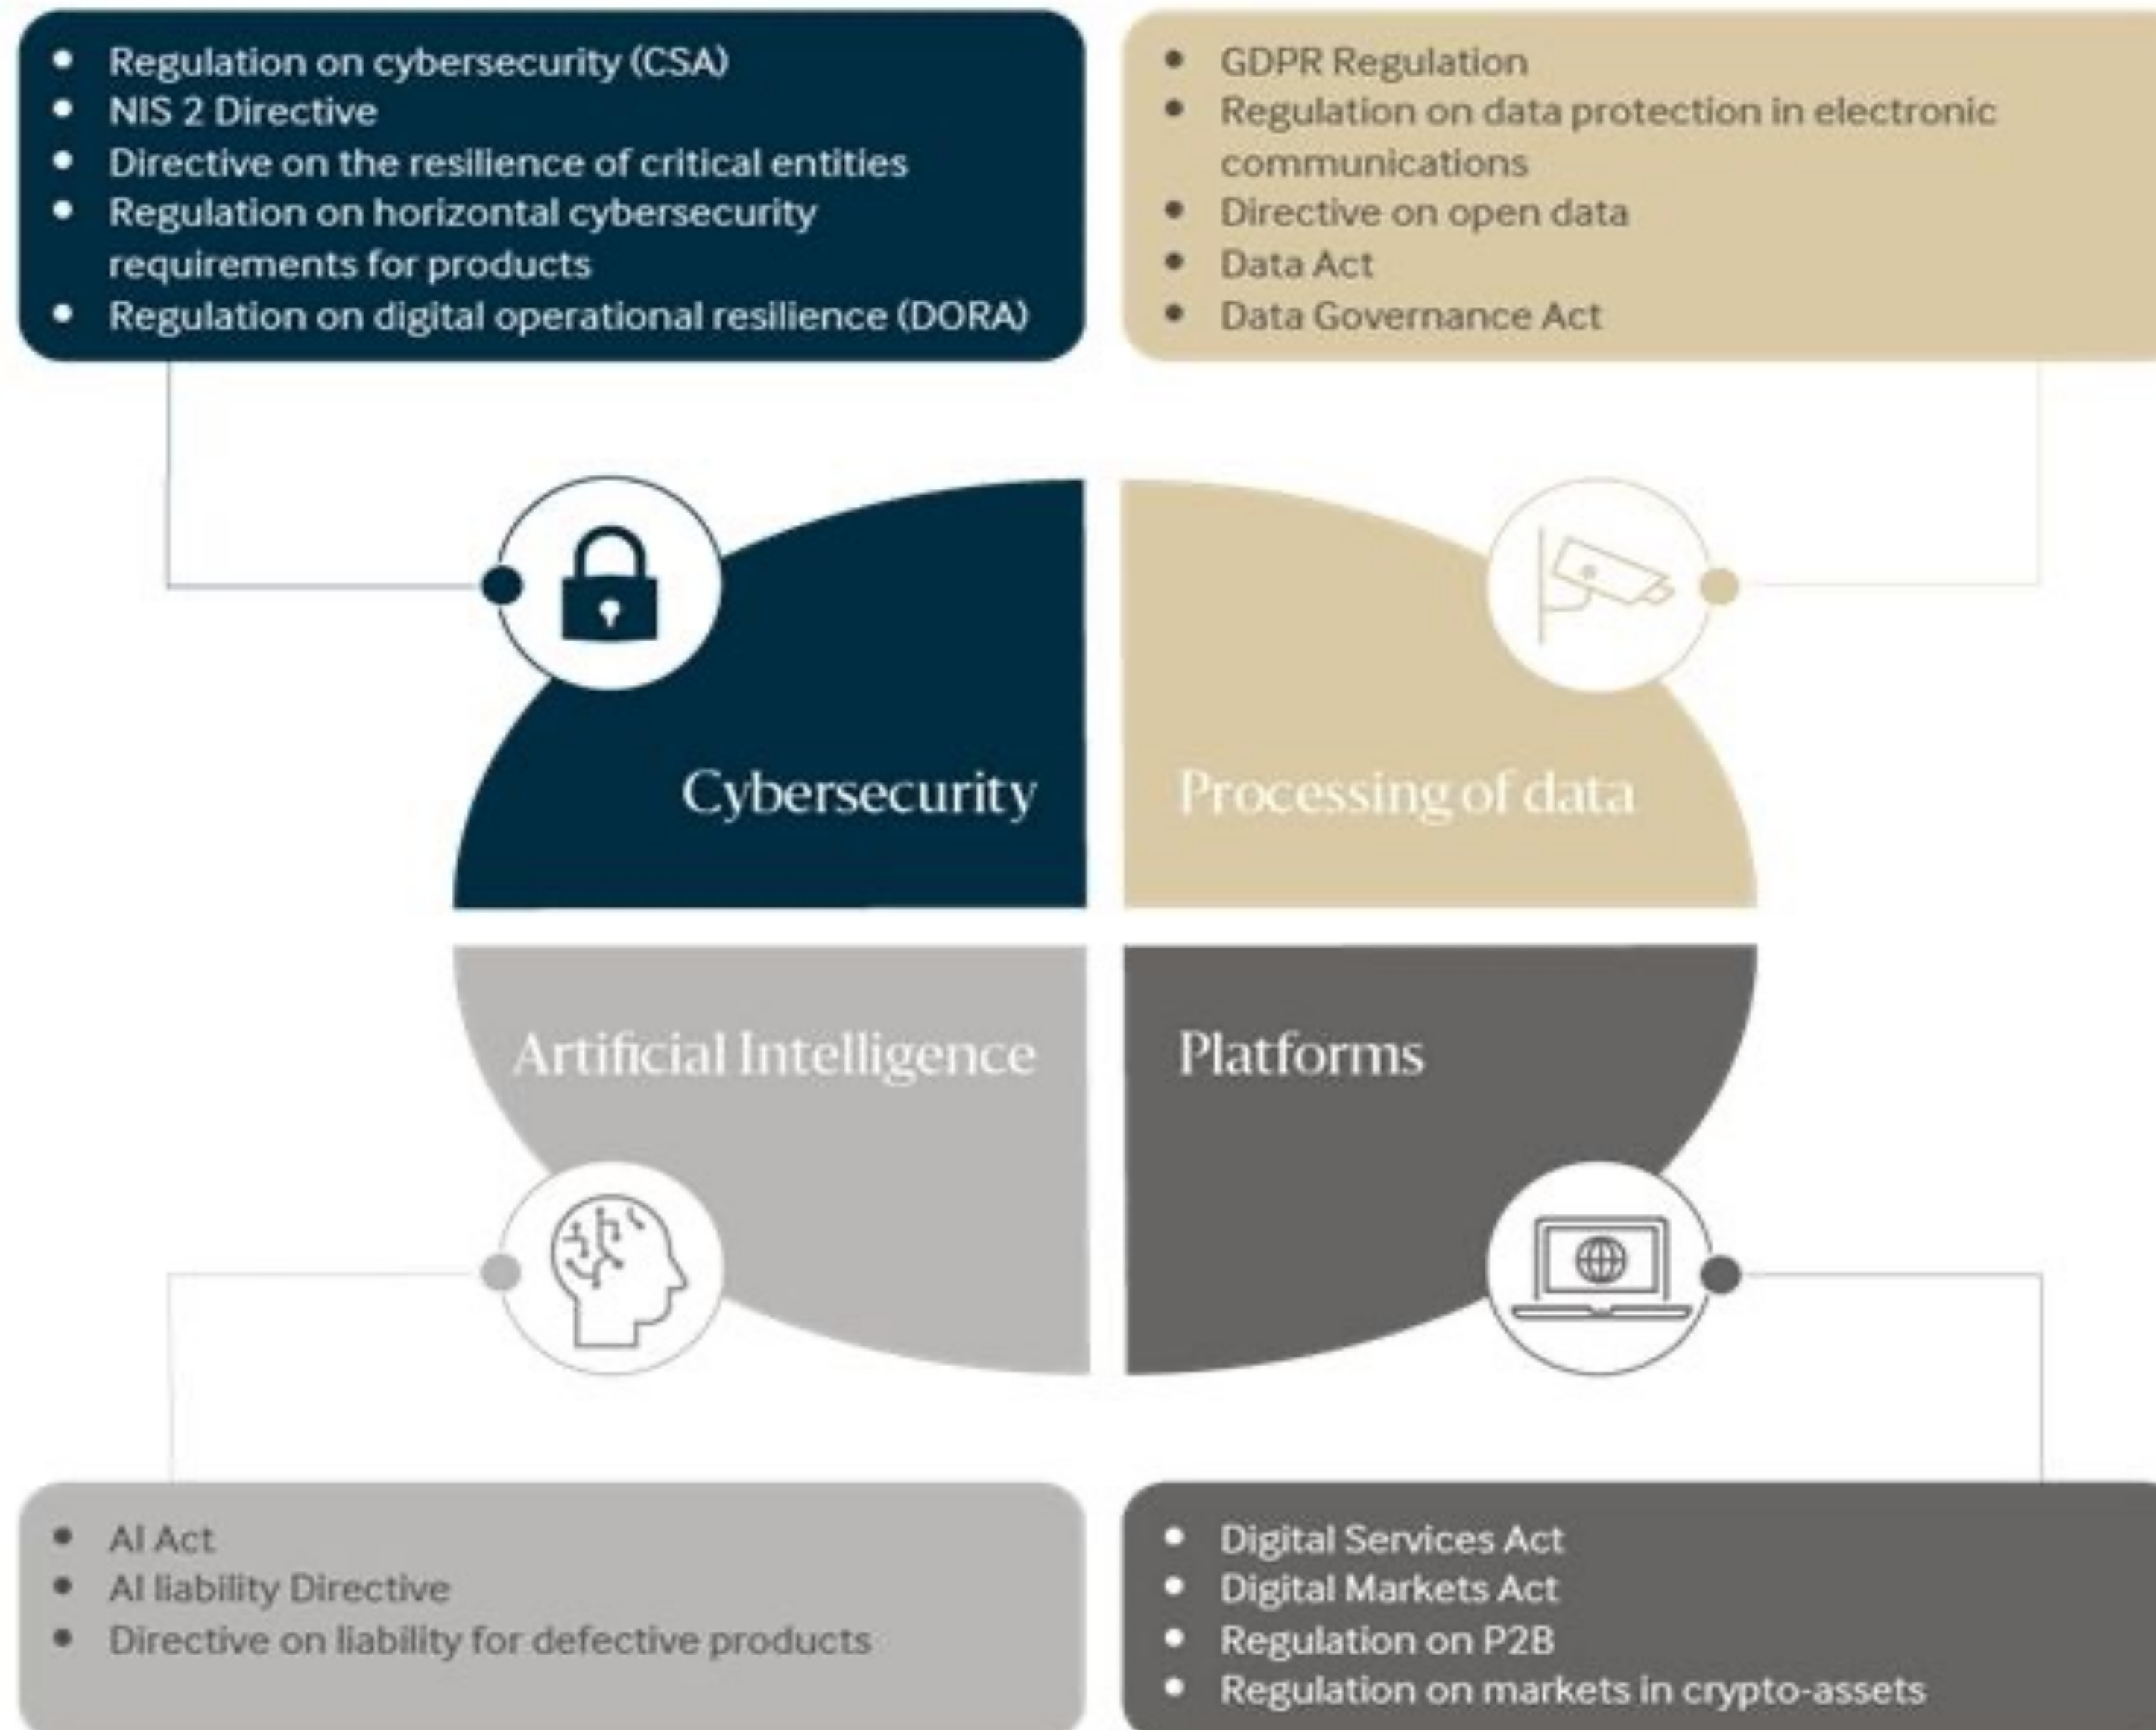 • Regulation on cybersecurity (CSA)
• NIS 2 Directive
• Directive on the resilience of critical entities
• Regulation on horizontal cybersecurity
requirements for products
• Regulation on digital operational resilience (DORA)
• GDPR Regulation
• Regulation on data protection in electronic
communications
• Directive on open data
• Data Act
• Data Governance Act
Cybersecurity
Processing of data
Artificial Intelligence
Platforms
• AI Act
• AI liability Directive
• Directive on liability for defective products
• Digital Services Act
• Digital Markets Act
• Regulation on P2B
• Regulation on markets in crypto-assets